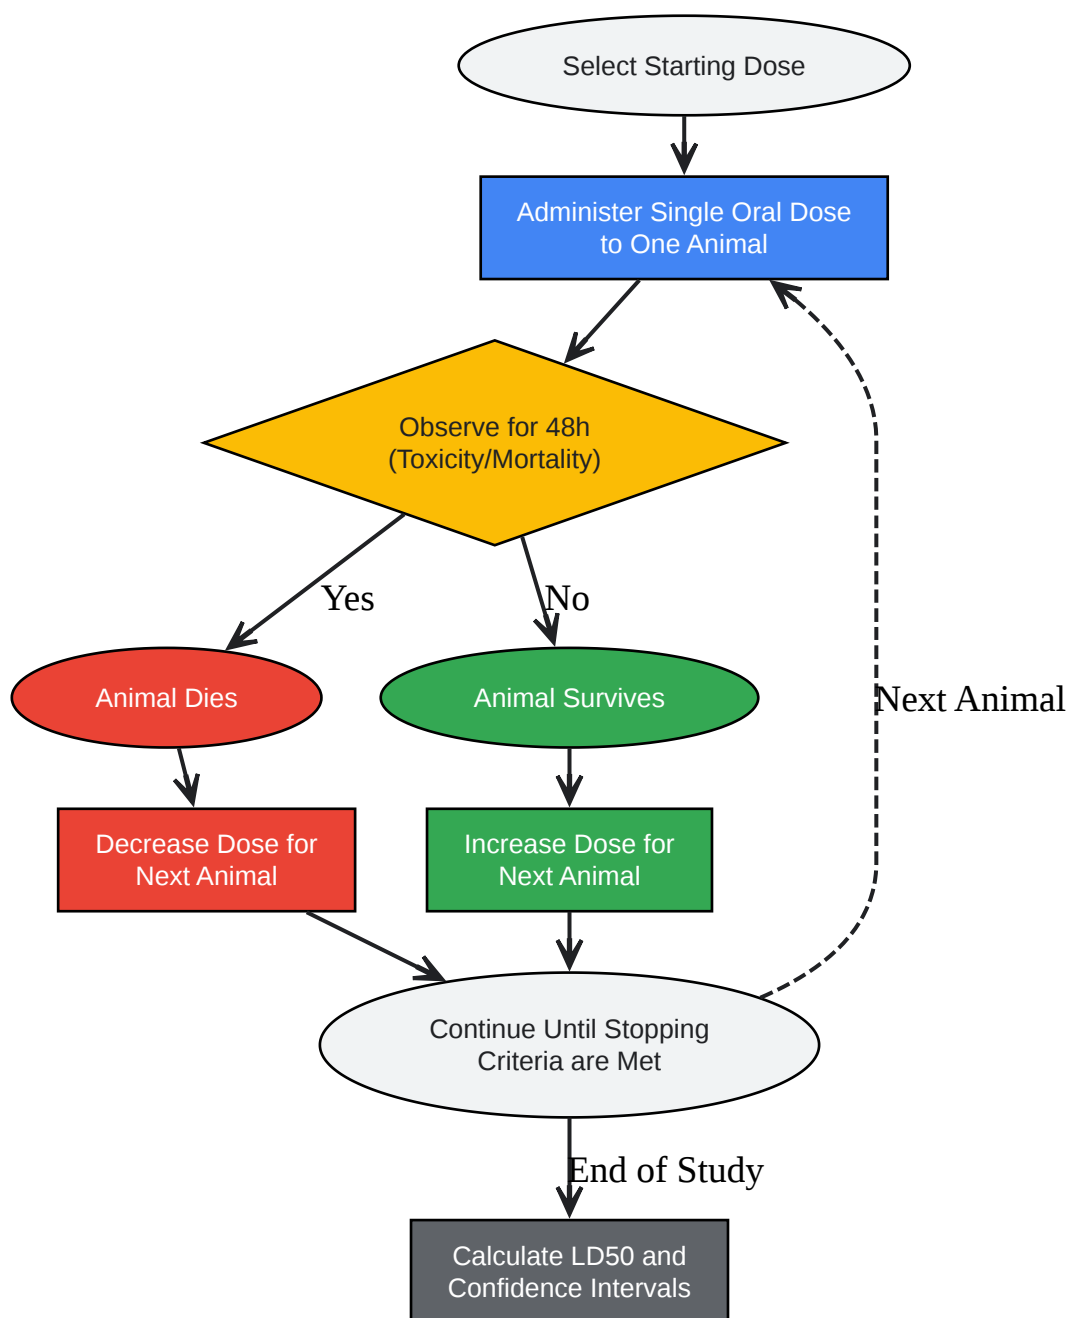 Select Starting Dose
Administer Single Oral Dose
to One Animal
Observe for 48h
(Toxicity/Mortality)
Yes
No
Animal Dies
Animal Survives
Next Animal
Decrease Dose for
Next Animal
Increase Dose for
Next Animal
Continue Until Stopping
Criteria are Met
End of Study
Calculate LD50 and
Confidence Intervals